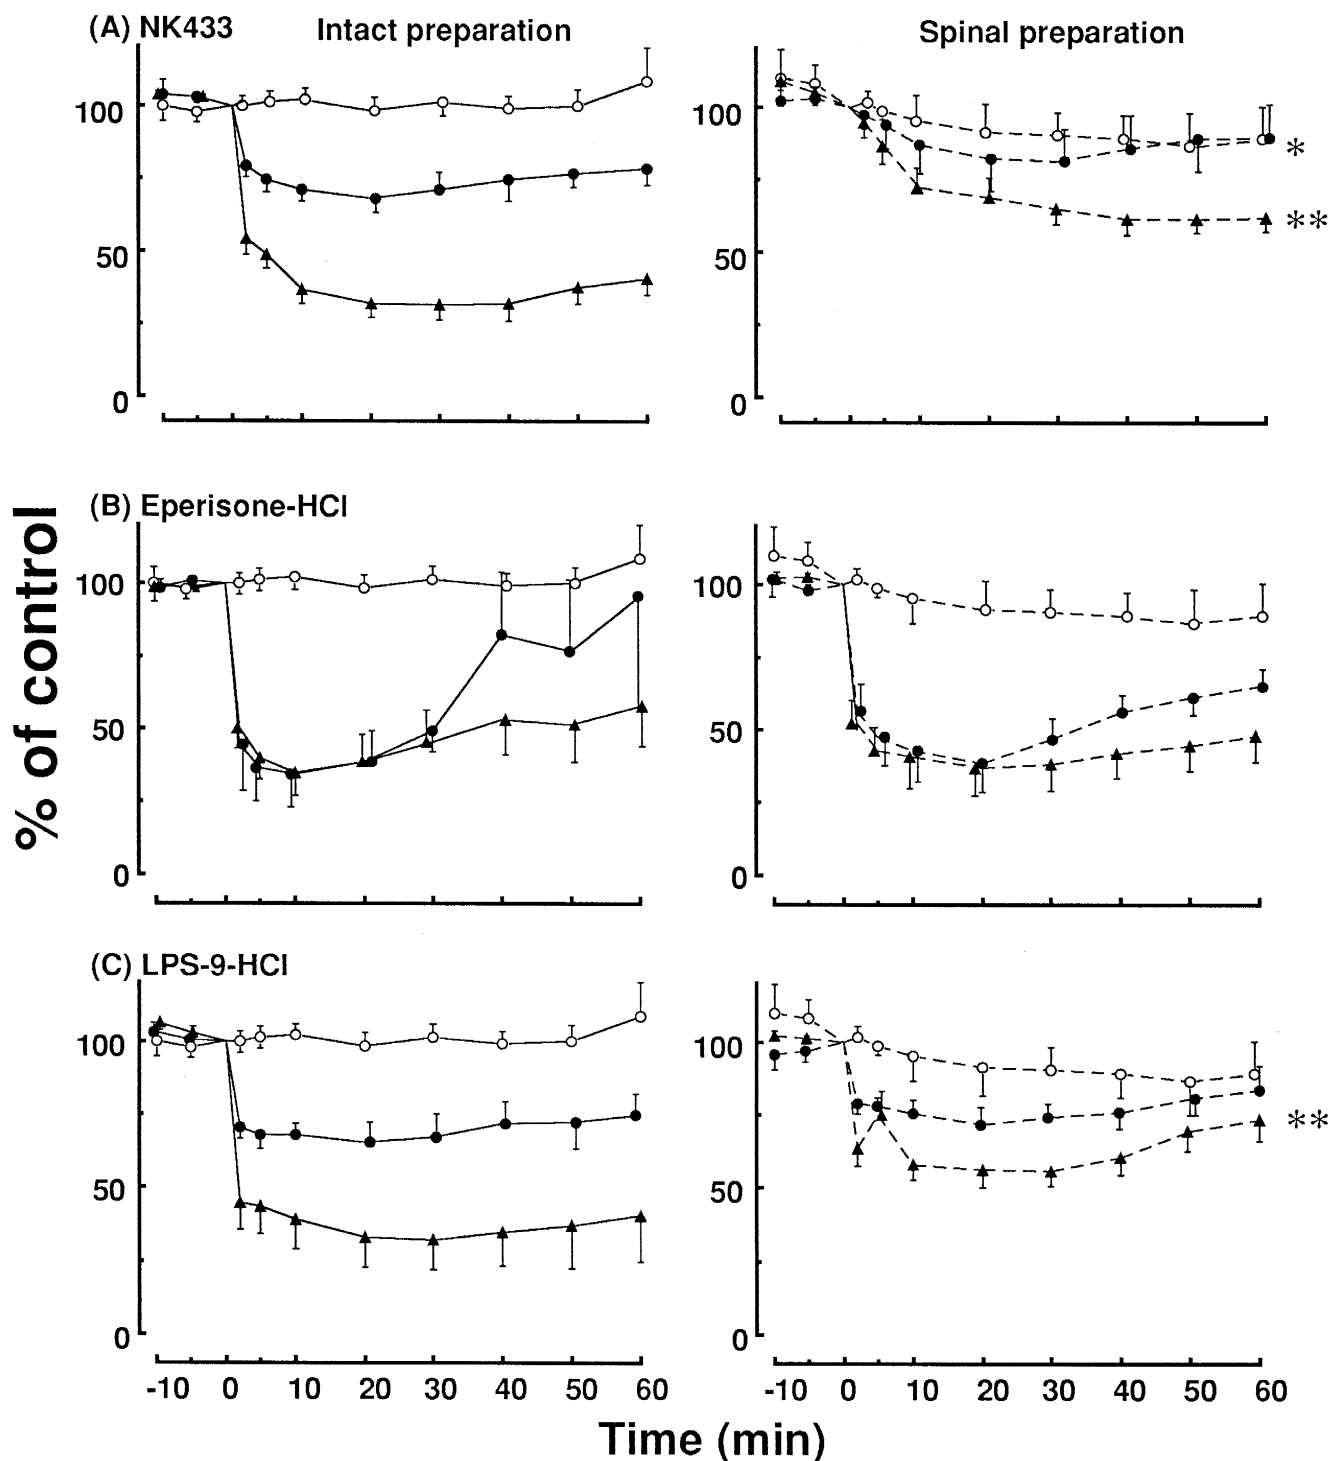 (A) NK433 Intact preparation Spinal preparation
100 100
*
**
50 50
0 0
(B) Eperisone-HCl
100 100
50 50
0 0
% of control
(C) LPS-9-HCl
100 100
**
50 50
0 0
-10 0 10 20 30 40 50 60 -10 0 10 20 30 40 50 60
Time (min)